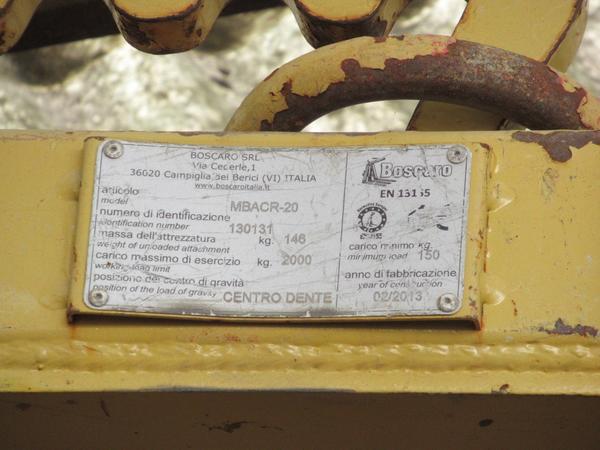 BOSCARO SRL
Via Cecerle,1
36020 Campiglia dei Berici (VI) ITALIA
www.boscaroitalia.it
articolo
model MBACR-20
numero di identificazione
identification number 130131
massa dell'attrezzatura
weight of unloaded attachment kg. 146
carico massimo di esercizio
working load limit kg. 2000
posizione del centro di gravità
position of the load of gravity CENTRO DENTE
Boscaro
EN 13155
carico minimo kg.
minimum load 150
anno di fabbricazione
year of construction
02/2013